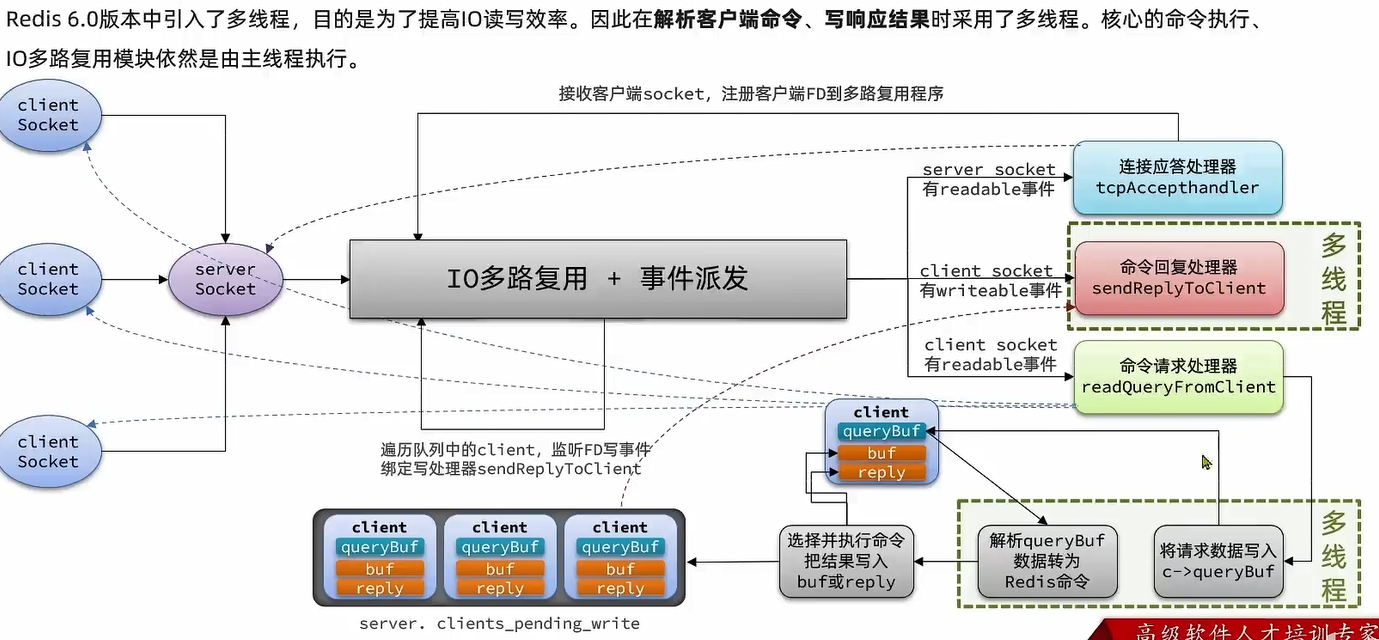 Redis 6.0版本中引入了多线程，目的是为了提高IO读写效率。因此在解析客户端命令、写响应结果时采用了多线程。核心的命令执行、
IO多路复用模块依然是由主线程执行。
接收客户端socket，注册客户端FD到多路复用程序
client
Socket
client
Socket
client
Socket
server
Socket
IO多路复用 + 事件派发
server socket
有readable事件
连接应答处理器
tcpAccepthandler
client socket
有writeable事件
命令回复处理器
sendReplyToClient
多
线
程
client socket
有readable事件
命令请求处理器
readQueryFromClient
遍历队列中的client，监听FD写事件
绑定写处理器sendReplyToClient
client
queryBuf
buf
reply
client
queryBuf
buf
reply
client
queryBuf
buf
reply
client
queryBuf
buf
reply
server. clients_pending_write
选择并执行命令
把结果写入
buf或reply
解析queryBuf
数据转为
Redis命令
将请求数据写入
c->queryBuf
多
线
程
高级软件人才培训专家